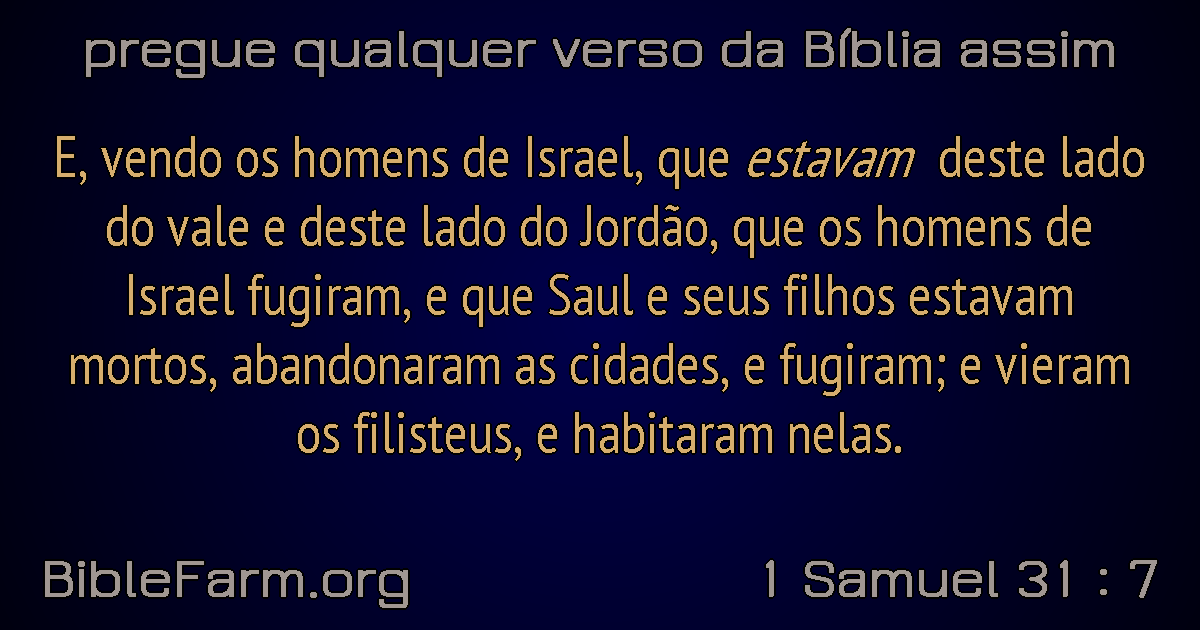 pregue qualquer verso da Bíblia assim
E, vendo os homens de Israel, que estavam deste lado
do vale e deste lado do Jordão, que os homens de
Israel fugiram, e que Saul e seus filhos estavam
mortos, abandonaram as cidades, e fugiram; e vieram
os filisteus, e habitaram nelas.
BibleFarm.org
1 Samuel 31 : 7